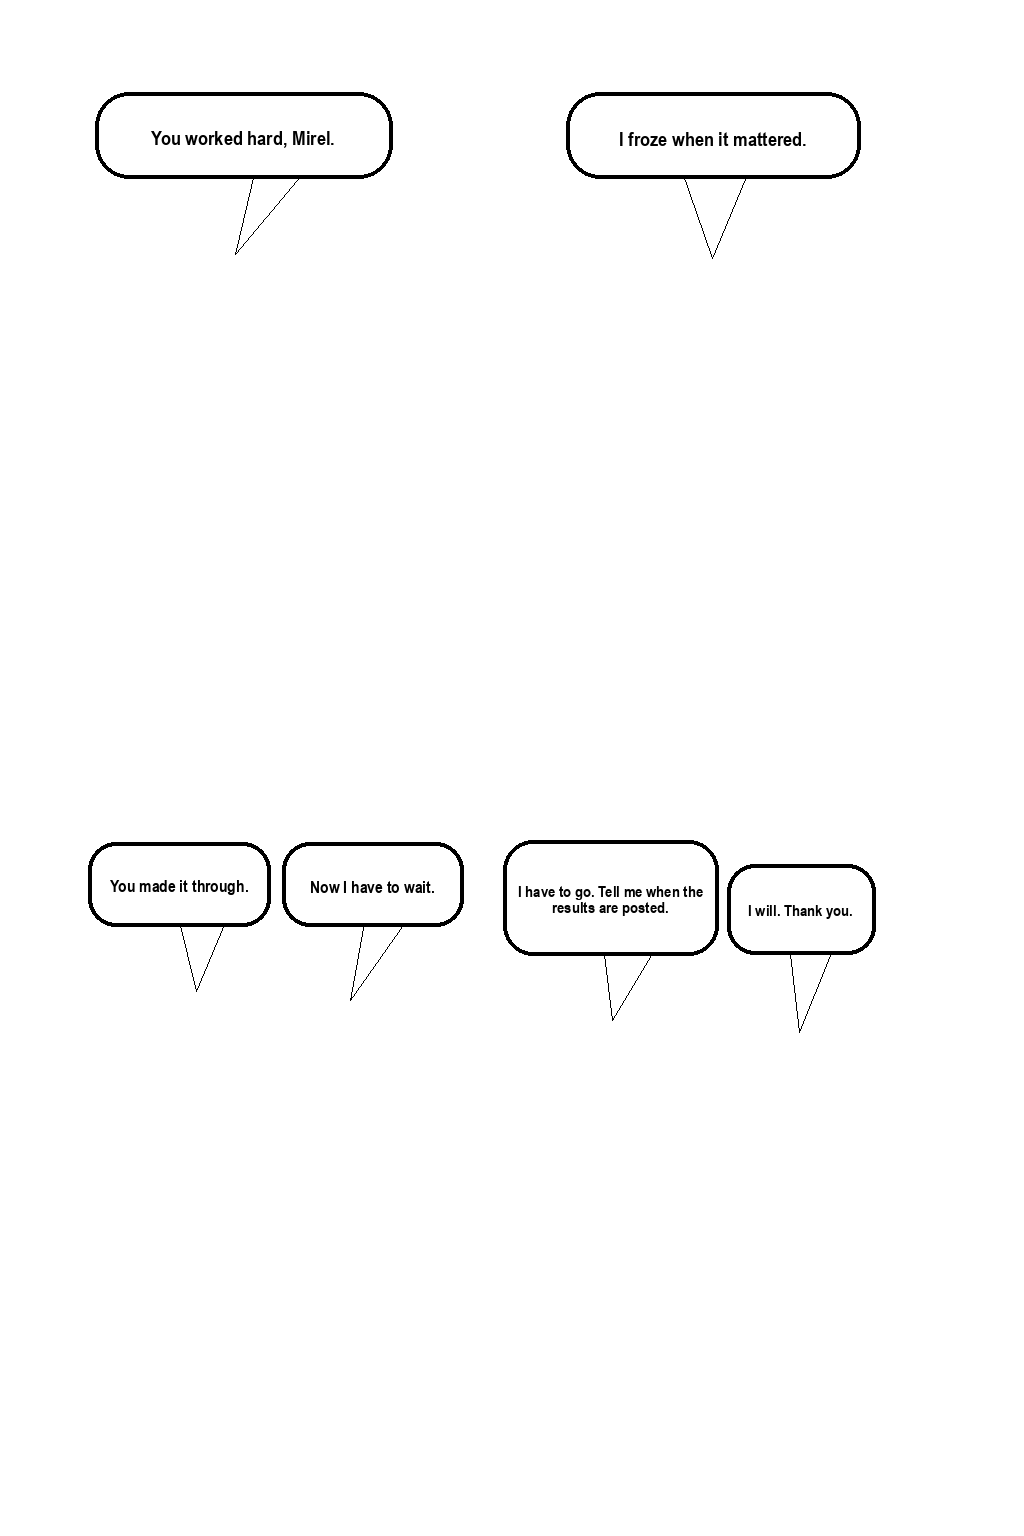 You worked hard, Mirel.
I froze when it mattered.
You made it through.
Now I have to wait.
I have to go. Tell me when the
results are posted.
I will. Thank you.